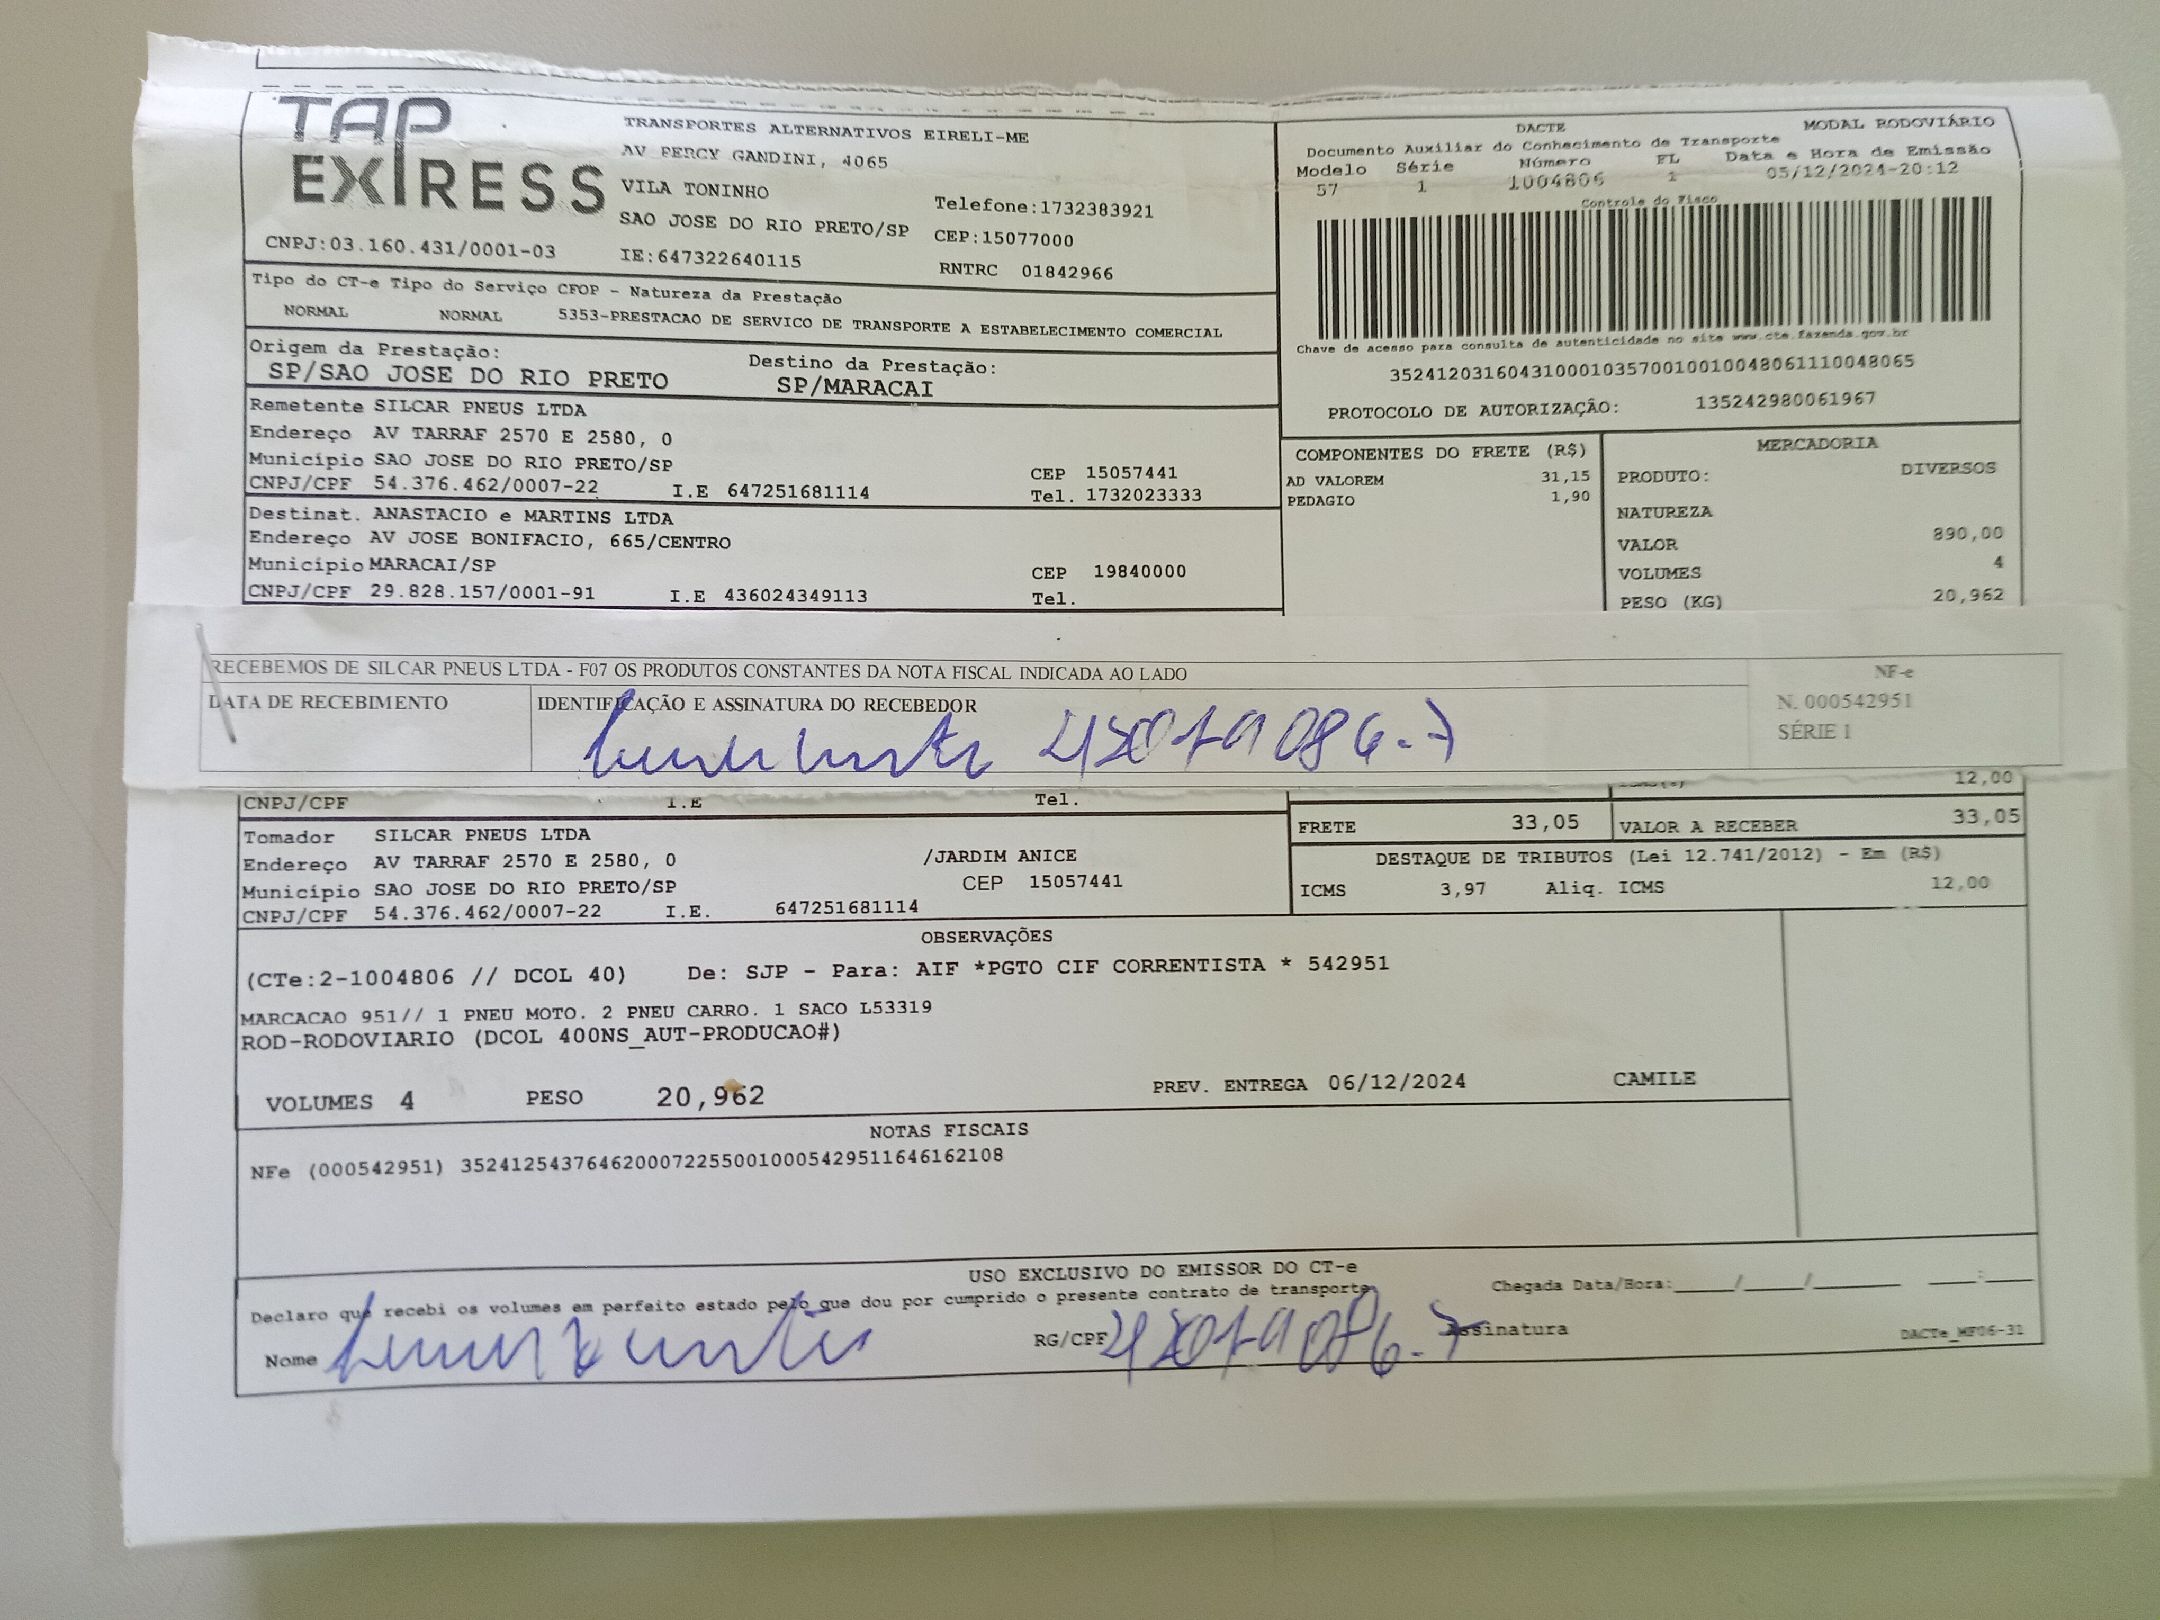 TAP
EXPRESS
TRANSPORTES ALTERNATIVOS EIRELI-ME
AV PERCY GANDINI, 4065
VILA TONINHO
Telefone:1732383921
SAO JOSE DO RIO PRETO/SP CEP:15077000
CNPJ:03.160.431/0001-03 IE:647322640115 RNTRC 01842966
DACTE MODAL RODOVIÁRIO
Documento Auxiliar do Conhecimento de Transporte
Modelo Série Número FL Data e Hora de Emissão
57 1 1004806 1 05/12/2024-20:12
Controle do Fisco
Chave de acesso para consulta de autenticidade no site www.cte.fazenda.gov.br
35241203160431000103570010010048061110048065
PROTOCOLO DE AUTORIZAÇÃO: 135242980061967
Tipo do CT-e Tipo do Serviço CFOP - Natureza da Prestação
NORMAL NORMAL 5353-PRESTACAO DE SERVICO DE TRANSPORTE A ESTABELECIMENTO COMERCIAL
Origem da Prestação: Destino da Prestação:
SP/SAO JOSE DO RIO PRETO SP/MARACAI
Remetente SILCAR PNEUS LTDA
Endereço AV TARRAF 2570 E 2580, 0
Município SAO JOSE DO RIO PRETO/SP CEP 15057441
CNPJ/CPF 54.376.462/0007-22 I.E 647251681114 Tel. 1732023333
Destinat. ANASTACIO e MARTINS LTDA
Endereço AV JOSE BONIFACIO, 665/CENTRO
Município MARACAI/SP CEP 19840000
CNPJ/CPF 29.828.157/0001-91 I.E 436024349113 Tel.
COMPONENTES DO FRETE (R$)
AD VALOREM 31,15
PEDAGIO 1,90
MERCADORIA
PRODUTO: DIVERSOS
NATUREZA
VALOR 890,00
VOLUMES 4
PESO (KG) 20,962
RECEBEMOS DE SILCAR PNEUS LTDA - F07 OS PRODUTOS CONSTANTES DA NOTA FISCAL INDICADA AO LADO
DATA DE RECEBIMENTO IDENTIFICAÇÃO E ASSINATURA DO RECEBEDOR
NF-e
N. 000542951
SÉRIE 1
12,00
CNPJ/CPF I.E Tel.
Tomador SILCAR PNEUS LTDA
Endereço AV TARRAF 2570 E 2580, 0 /JARDIM ANICE
Município SAO JOSE DO RIO PRETO/SP CEP 15057441
CNPJ/CPF 54.376.462/0007-22 I.E. 647251681114
FRETE 33,05 VALOR A RECEBER 33,05
DESTAQUE DE TRIBUTOS (Lei 12.741/2012) - Em (R$)
ICMS 3,97 Aliq. ICMS 12,00
OBSERVAÇÕES
(CTe:2-1004806 // DCOL 40) De: SJP - Para: AIF *PGTO CIF CORRENTISTA * 542951
MARCACAO 951// 1 PNEU MOTO. 2 PNEU CARRO. 1 SACO L53319
ROD-RODOVIARIO (DCOL 400NS_AUT-PRODUCAO#)
VOLUMES 4 PESO 20,962 PREV. ENTREGA 06/12/2024 CAMILE
NOTAS FISCAIS
NFe (000542951) 35241254376462000722550010005429511646162108
USO EXCLUSIVO DO EMISSOR DO CT-e
Declaro que recebi os volumes em perfeito estado pelo que dou por cumprido o presente contrato de transporte Chegada Data/Hora:____/____/______ ___:___
Nome RG/CPF Assinatura DACTe_MF06-31